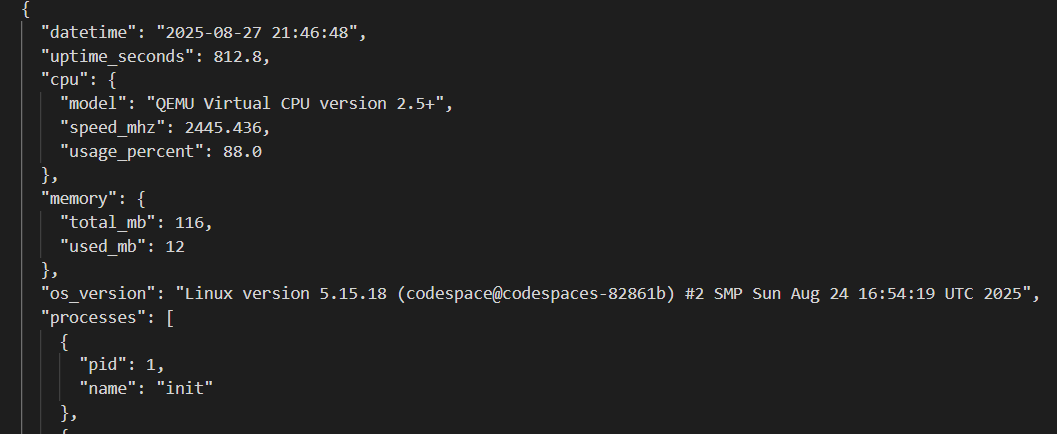 {
"datetime": "2025-08-27 21:46:48",
"uptime_seconds": 812.8,
"cpu": {
"model": "QEMU Virtual CPU version 2.5+",
"speed_mhz": 2445.436,
"usage_percent": 88.0
},
"memory": {
"total_mb": 116,
"used_mb": 12
},
"os_version": "Linux version 5.15.18 (codespace@codespaces-82861b) #2 SMP Sun Aug 24 16:54:19 UTC 2025",
"processes": [
{
"pid": 1,
"name": "init"
},
{